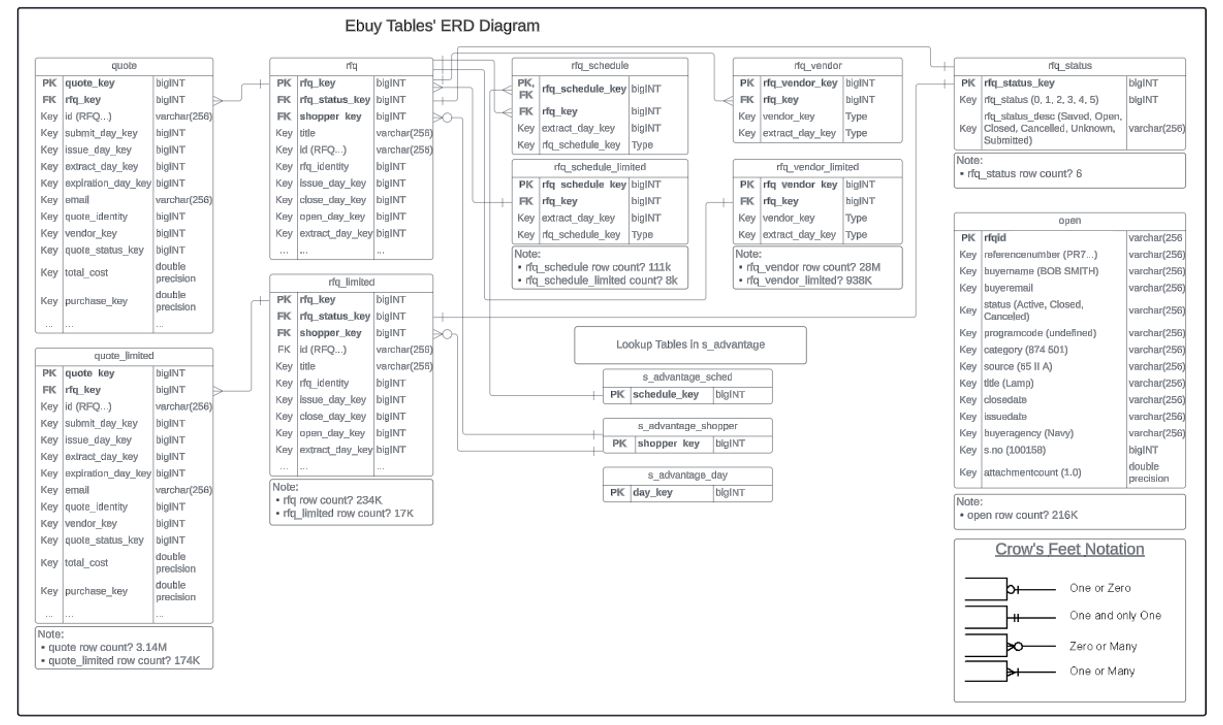 Ebuy Tables' ERD Diagram
quote
PK quote_key bigINT
FK rfq_key bigINT
Key id (RFQ...) varchar(256)
Key submit_day_key bigINT
Key issue_day_key bigINT
Key extract_day_key bigINT
Key expiration_day_key bigINT
Key email varchar(256)
Key quote_identity bigINT
Key vendor_key bigINT
Key quote_status_key bigINT
Key total_cost double precision
Key purchase_key double precision
... ... ...
quote_limited
PK quote_key bigINT
FK rfq_key bigINT
Key id (RFQ...) varchar(256)
Key submit_day_key bigINT
Key issue_day_key bigINT
Key extract_day_key bigINT
Key expiration_day_key bigINT
Key email varchar(256)
Key quote_identity bigINT
Key vendor_key bigINT
Key quote_status_key bigINT
Key total_cost double precision
Key purchase_key double precision
... ... ...
Note:
• quote row count? 3.14M
• quote_limited row count? 174K
rfq
PK rfq_key bigINT
FK rfq_status_key bigINT
FK shopper_key bigINT
Key title varchar(256)
Key id (RFQ...) varchar(256)
Key rfq_identity bigINT
Key issue_day_key bigINT
Key close_day_key bigINT
Key open_day_key bigINT
Key extract_day_key bigINT
... ... ...
rfq_limited
PK rfq_key bigINT
FK rfq_status_key bigINT
FK shopper_key bigINT
FK id (RFQ...) varchar(256)
Key title varchar(256)
Key rfq_identity bigINT
Key issue_day_key bigINT
Key close_day_key bigINT
Key open_day_key bigINT
Key extract_day_key bigINT
... ... ...
Note:
• rfq row count? 234K
• rfq_limited row count? 17K
rfq_schedule
PK, FK rfq_schedule_key bigINT
FK rfq_key bigINT
Key extract_day_key bigINT
Key rfq_schedule_key Type
rfq_schedule_limited
PK rfq_schedule_key bigINT
FK rfq_key bigINT
Key extract_day_key bigINT
Key rfq_schedule_key Type
Note:
• rfq_schedule row count? 111k
• rfq_schedule_limited count? 8k
rfq_vendor
PK rfq_vendor_key bigINT
FK rfq_key bigINT
Key vendor_key Type
Key extract_day_key Type
rfq_vendor_limited
PK rfq_vendor_key bigINT
FK rfq_key bigINT
Key vendor_key Type
Key extract_day_key Type
Note:
• rfq_vendor row count? 28M
• rfq_vendor_limited? 938K
Lookup Tables in s_advantage
s_advantage_sched
PK schedule_key bigINT
s_advantage_shopper
PK shopper_key bigINT
s_advantage_day
PK day_key bigINT
rfq_status
PK rfq_status_key bigINT
Key rfq_status (0, 1, 2, 3, 4, 5) bigINT
Key rfq_status_desc (Saved, Open, Closed, Cancelled, Unknown, Submitted) varchar(256)
Note:
• rfq_status row count? 6
open
PK rfqid varchar(256
Key referencenumber (PR7...) varchar(256)
Key buyername (BOB SMITH) varchar(256)
Key buyeremail varchar(256)
Key status (Active, Closed, Canceled) varchar(256)
Key programcode (undefined) varchar(256)
Key category (874 501) varchar(256)
Key source (65 II A) varchar(256)
Key title (Lamp) varchar(256)
Key closedate varchar(256)
Key issuedate varchar(256)
Key buyeragency (Navy) varchar(256)
Key s.no (100158) bigINT
Key attachmentcount (1.0) double precision
Note:
• open row count? 216K
Crow's Feet Notation
One or Zero
One and only One
Zero or Many
One or Many